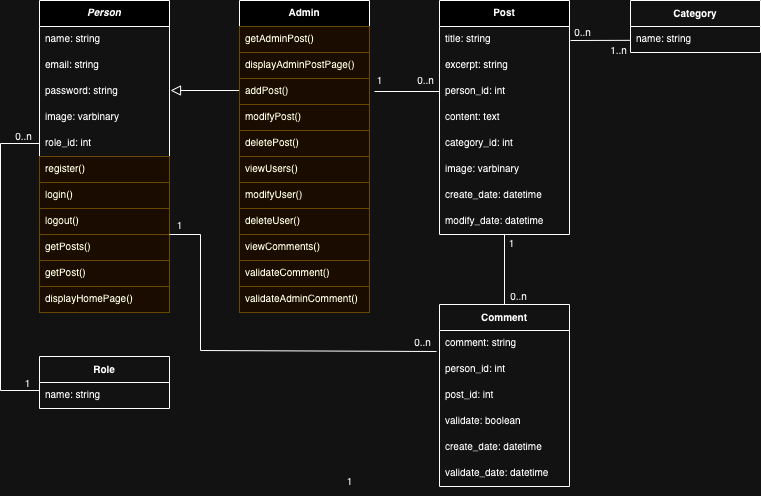 Person
name: string
email: string
password: string
image: varbinary
role_id: int
register()
login()
logout()
getPosts()
getPost()
displayHomePage()
Admin
getAdminPost()
displayAdminPostPage()
addPost()
modifyPost()
deletePost()
viewUsers()
modifyUser()
deleteUser()
viewComments()
validateComment()
validateAdminComment()
Post
title: string
excerpt: string
person_id: int
content: text
category_id: int
image: varbinary
create_date: datetime
modify_date: datetime
Category
name: string
0..n
1..n
1
0..n
0..n
1
1
0..n
1
0..n
Role
name: string
Comment
comment: string
person_id: int
post_id: int
validate: boolean
create_date: datetime
validate_date: datetime
1